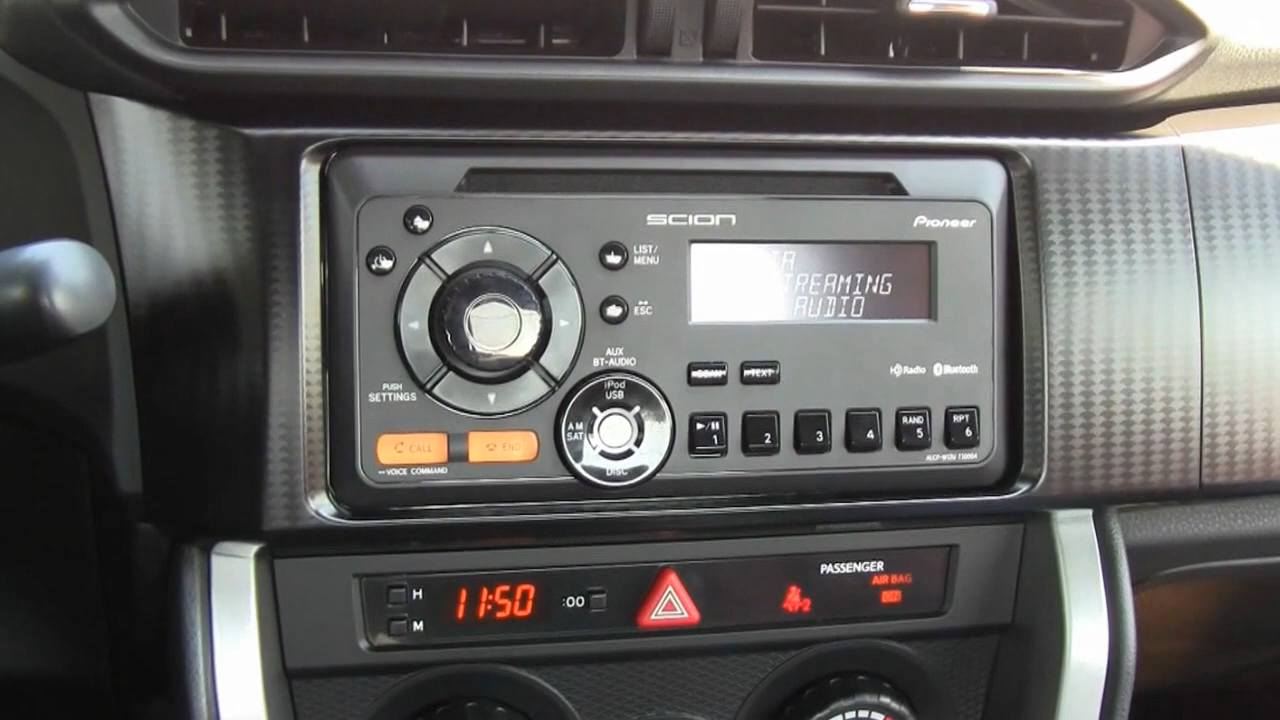 SCION
Pioneer
LIST/
MENU
ESC
STREAMING
AUDIO
AUX
BT-AUDIO
iPod
USB
AM
SAT
DISC
PUSH
SETTINGS
CALL
END
VOICE COMMAND
SCAN
TEXT
HD Radio
Bluetooth
1
2
3
4
RAND
5
RPT
6
H
M
11:50
:00
PASSENGER
AIR BAG